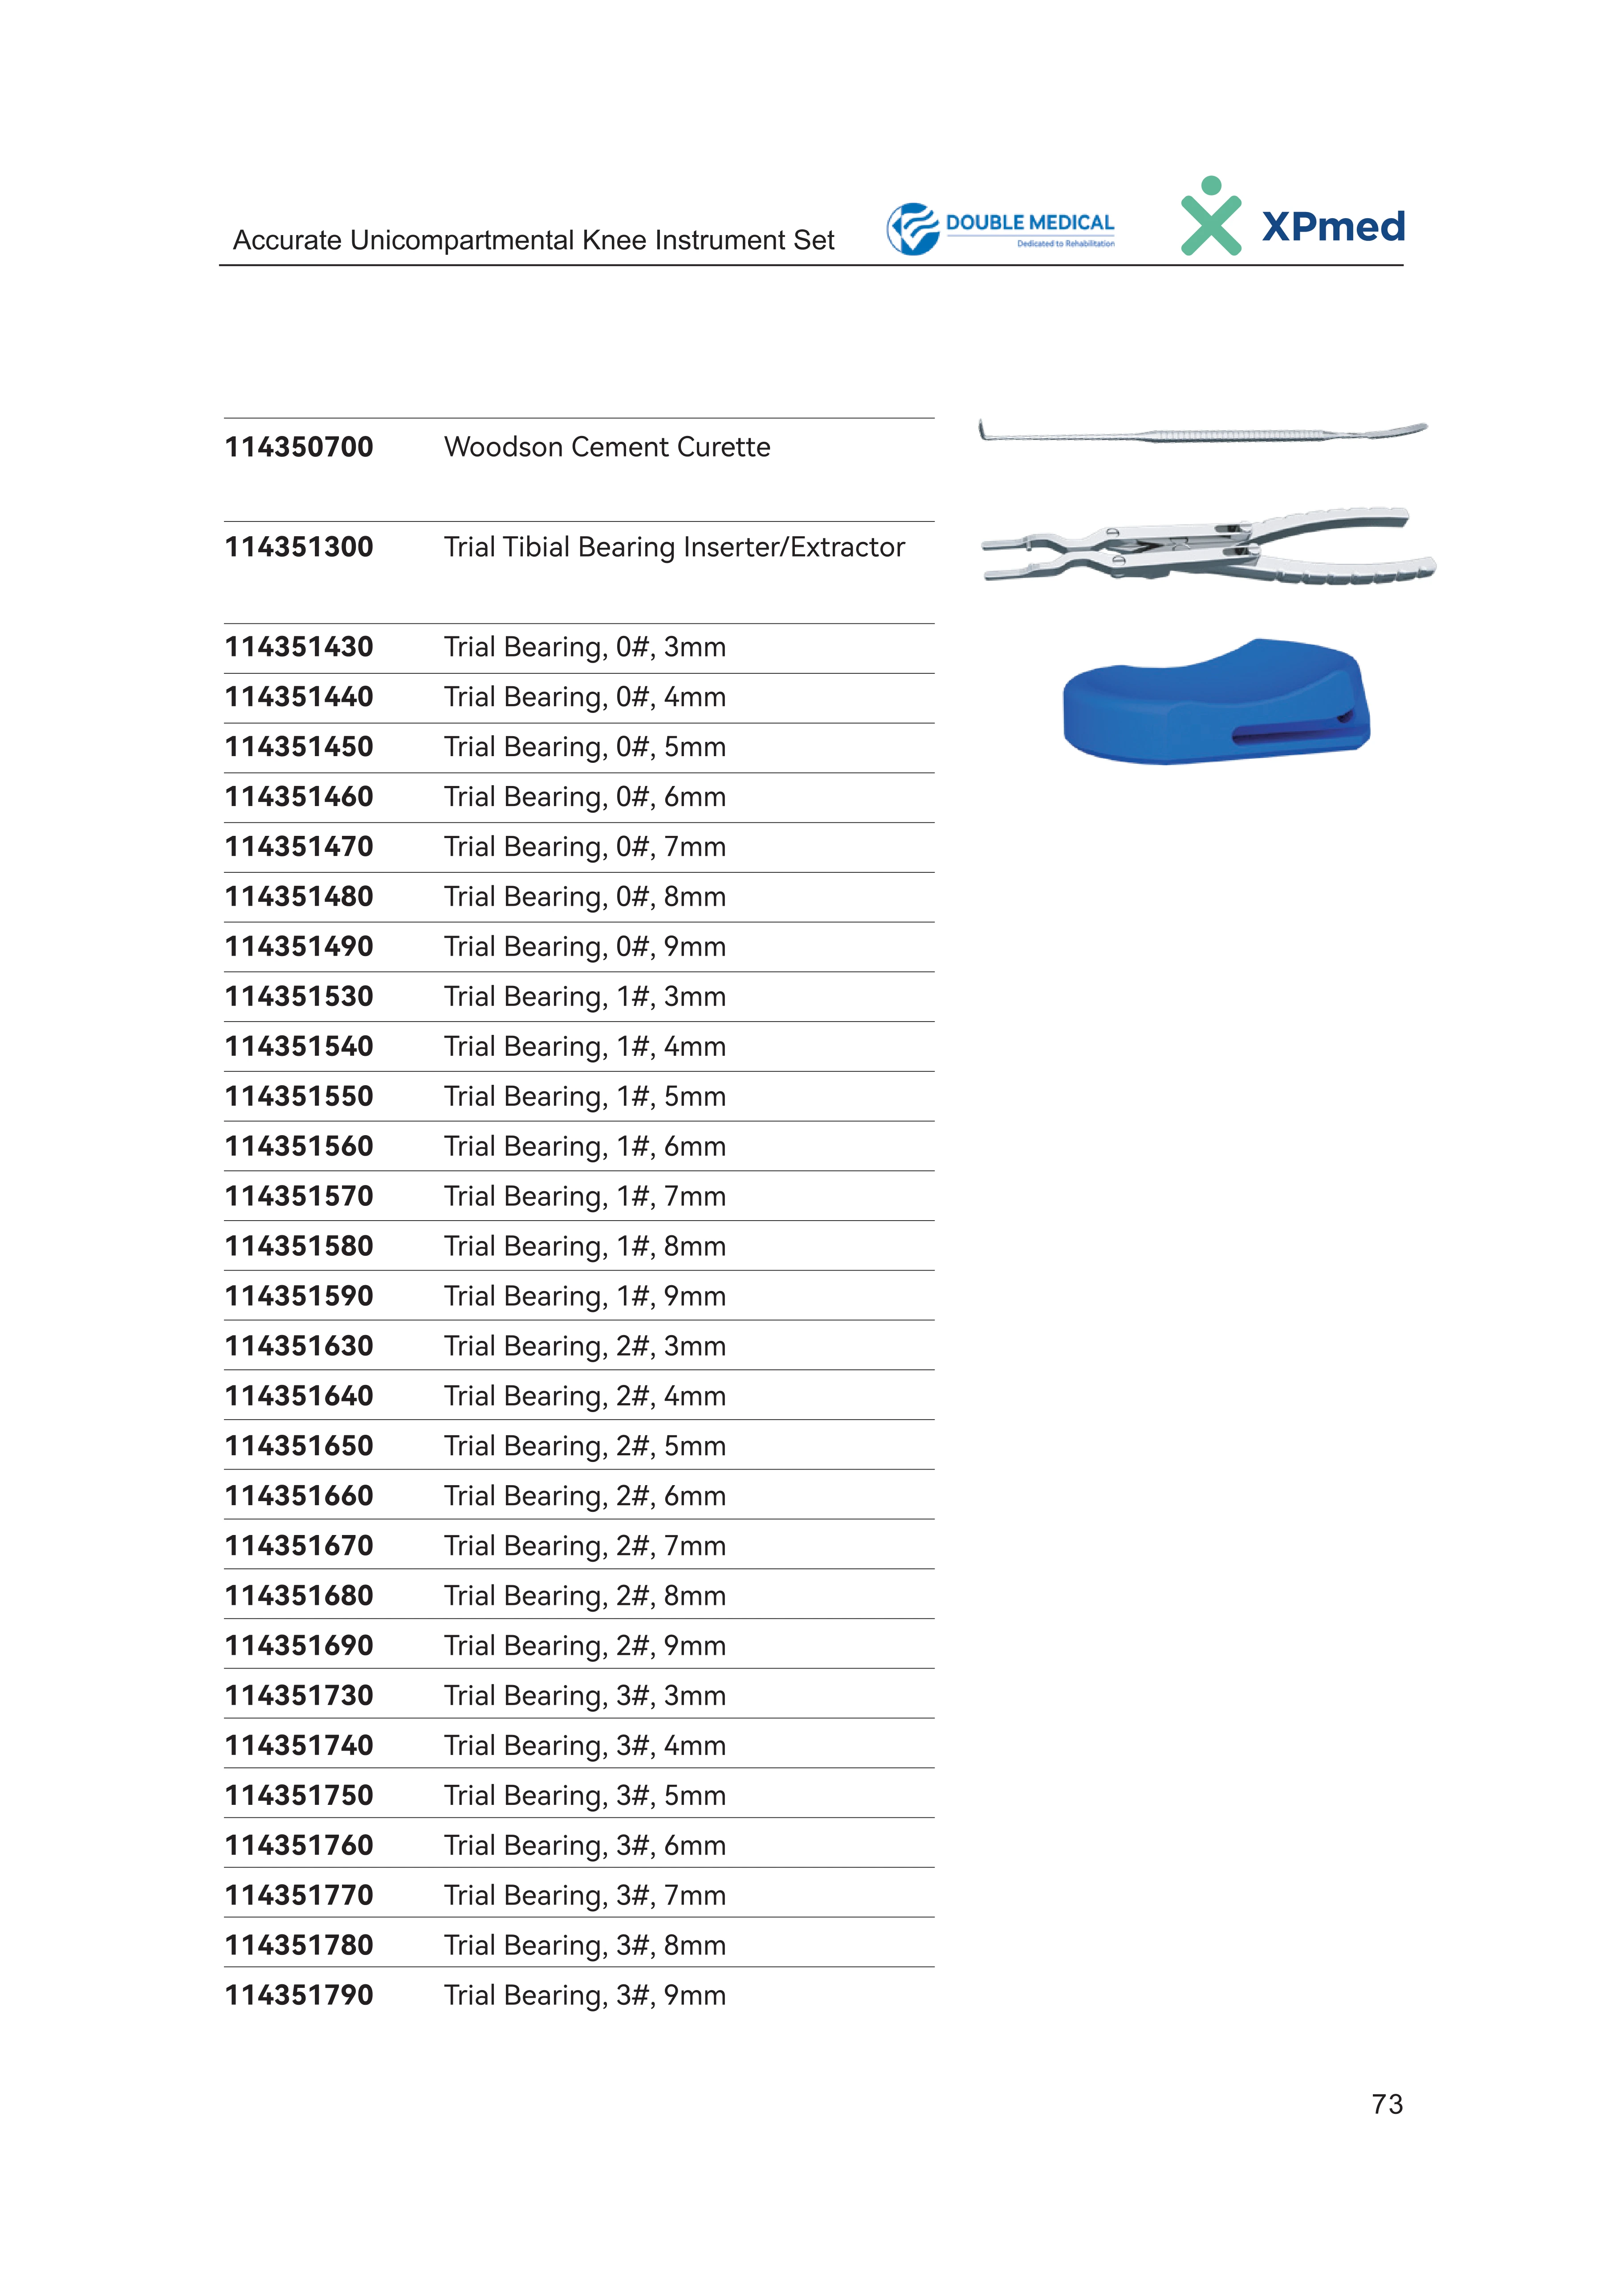 Accurate Unicompartmental Knee Instrument Set
DOUBLE MEDICAL
Dedicated to Rehabilitation
XPmed
114350700 Woodson Cement Curette
114351300 Trial Tibial Bearing Inserter/Extractor
114351430 Trial Bearing, 0#, 3mm
114351440 Trial Bearing, 0#, 4mm
114351450 Trial Bearing, 0#, 5mm
114351460 Trial Bearing, 0#, 6mm
114351470 Trial Bearing, 0#, 7mm
114351480 Trial Bearing, 0#, 8mm
114351490 Trial Bearing, 0#, 9mm
114351530 Trial Bearing, 1#, 3mm
114351540 Trial Bearing, 1#, 4mm
114351550 Trial Bearing, 1#, 5mm
114351560 Trial Bearing, 1#, 6mm
114351570 Trial Bearing, 1#, 7mm
114351580 Trial Bearing, 1#, 8mm
114351590 Trial Bearing, 1#, 9mm
114351630 Trial Bearing, 2#, 3mm
114351640 Trial Bearing, 2#, 4mm
114351650 Trial Bearing, 2#, 5mm
114351660 Trial Bearing, 2#, 6mm
114351670 Trial Bearing, 2#, 7mm
114351680 Trial Bearing, 2#, 8mm
114351690 Trial Bearing, 2#, 9mm
114351730 Trial Bearing, 3#, 3mm
114351740 Trial Bearing, 3#, 4mm
114351750 Trial Bearing, 3#, 5mm
114351760 Trial Bearing, 3#, 6mm
114351770 Trial Bearing, 3#, 7mm
114351780 Trial Bearing, 3#, 8mm
114351790 Trial Bearing, 3#, 9mm
73